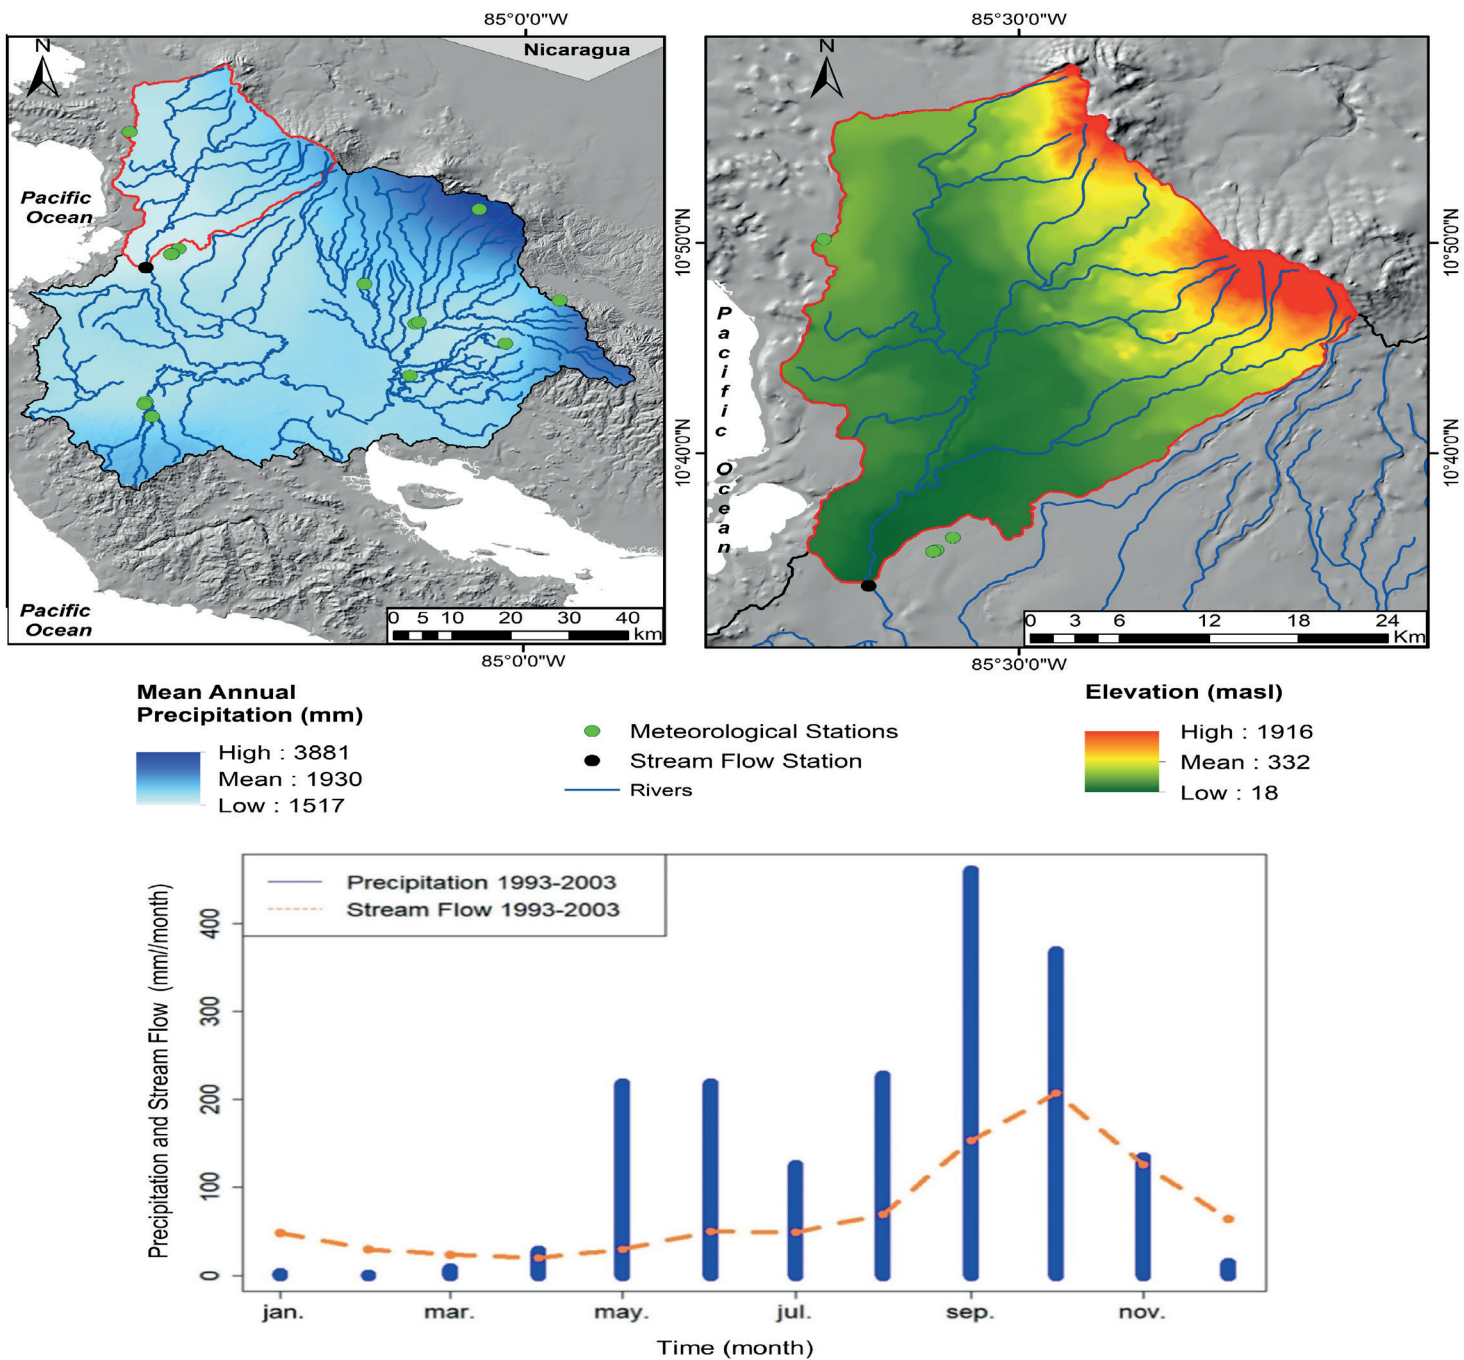 85°0'0"W
85°30'0"W
N
Nicaragua
Pacific
Ocean
Pacific
Ocean
0 5 10 20 30 40
km
85°0'0"W
N
Pacific Ocean
10°50'0"N
10°40'0"N
10°50'0"N
10°40'0"N
0 3 6 12 18 24
Km
85°30'0"W
Mean Annual
Precipitation (mm)
High : 3881
Mean : 1930
Low : 1517
Meteorological Stations
Stream Flow Station
Rivers
Elevation (masl)
High : 1916
Mean : 332
Low : 18
Precipitation 1993-2003
Stream Flow 1993-2003
Precipitation and Stream Flow (mm//month)
400
300
200
100
0
jan. mar. may. jul. sep. nov.
Time (month)